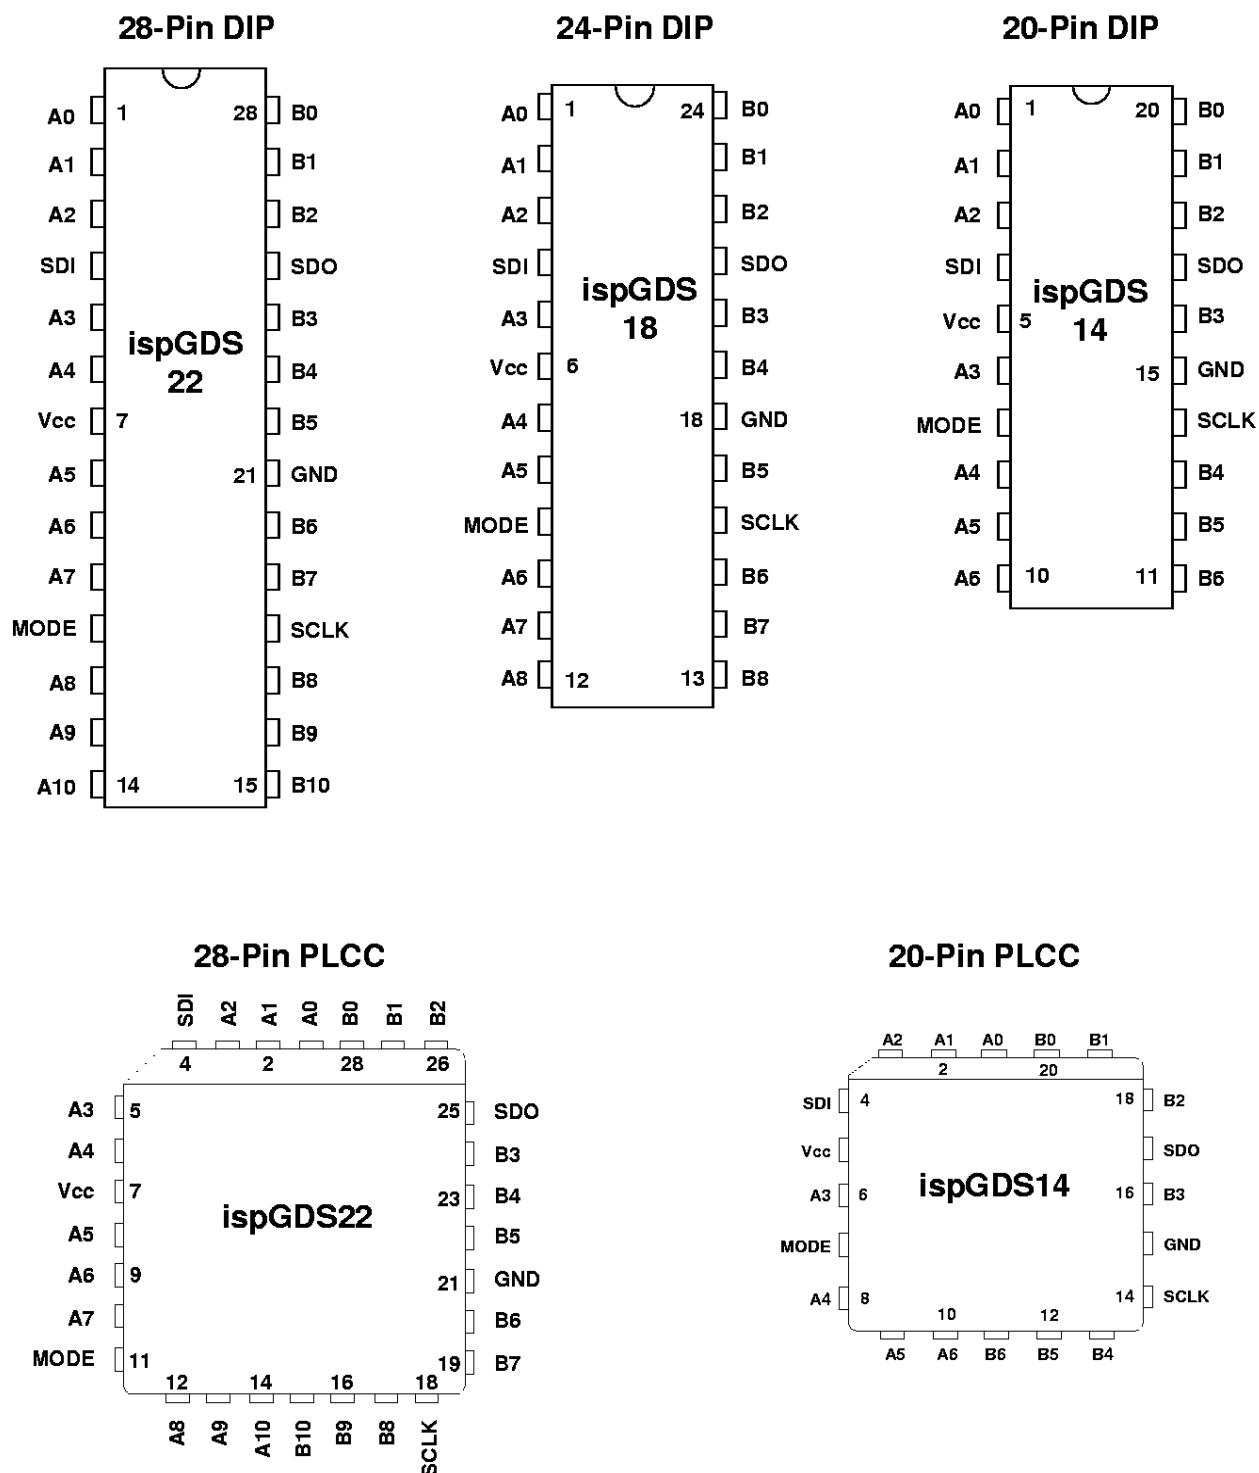 28-Pin DIP
A0 1 28 B0
A1 B1
A2 B2
SDI SDO
A3 B3
ispGDS
22
A4 B4
Vcc 7 B5
A5 21 GND
A6 B6
A7 B7
MODE SCLK
A8 B8
A9 B9
A10 14 15 B10
24-Pin DIP
A0 1 24 B0
A1 B1
A2 B2
SDI SDO
ispGDS
18
A3 B3
Vcc 6 B4
A4 18 GND
A5 B5
MODE SCLK
A6 B6
A7 B7
A8 12 13 B8
20-Pin DIP
A0 1 20 B0
A1 B1
A2 B2
SDI SDO
ispGDS
14
Vcc 5 B3
A3 15 GND
MODE SCLK
A4 B4
A5 B5
A6 10 11 B6
28-Pin PLCC
SDI A2 A1 A0 B0 B1 B2
4 2 28 26
A3 5 25 SDO
A4 B3
Vcc 7 23 B4
ispGDS22
A5 B5
A6 9 21 GND
A7 B6
MODE 11 19 B7
12 14 16 18
A8 A9 A10 B10 B9 B8 SCLK
20-Pin PLCC
A2 A1 A0 B0 B1
2 20
SDI 4 18 B2
Vcc SDO
A3 6 ispGDS14 16 B3
MODE GND
A4 8 14 SCLK
10 12
A5 A6 B6 B5 B4